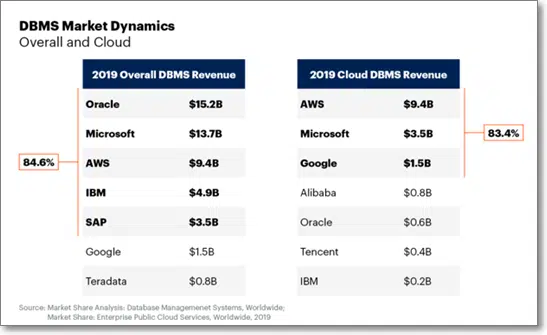 DBMS Market Dynamics
Overall and Cloud
2019 Overall DBMS Revenue
Oracle $15.2B
Microsoft $13.7B
AWS $9.4B
IBM $4.9B
SAP $3.5B
Google $1.5B
Teradata $0.8B
84.6%
2019 Cloud DBMS Revenue
AWS $9.4B
Microsoft $3.5B
Google $1.5B
Alibaba $0.8B
Oracle $0.6B
Tencent $0.4B
IBM $0.2B
83.4%
Source: Market Share Analysis: Database Managemenet Systems, Worldwide;
Market Share: Enterprise Public Cloud Services, Worldwide, 2019